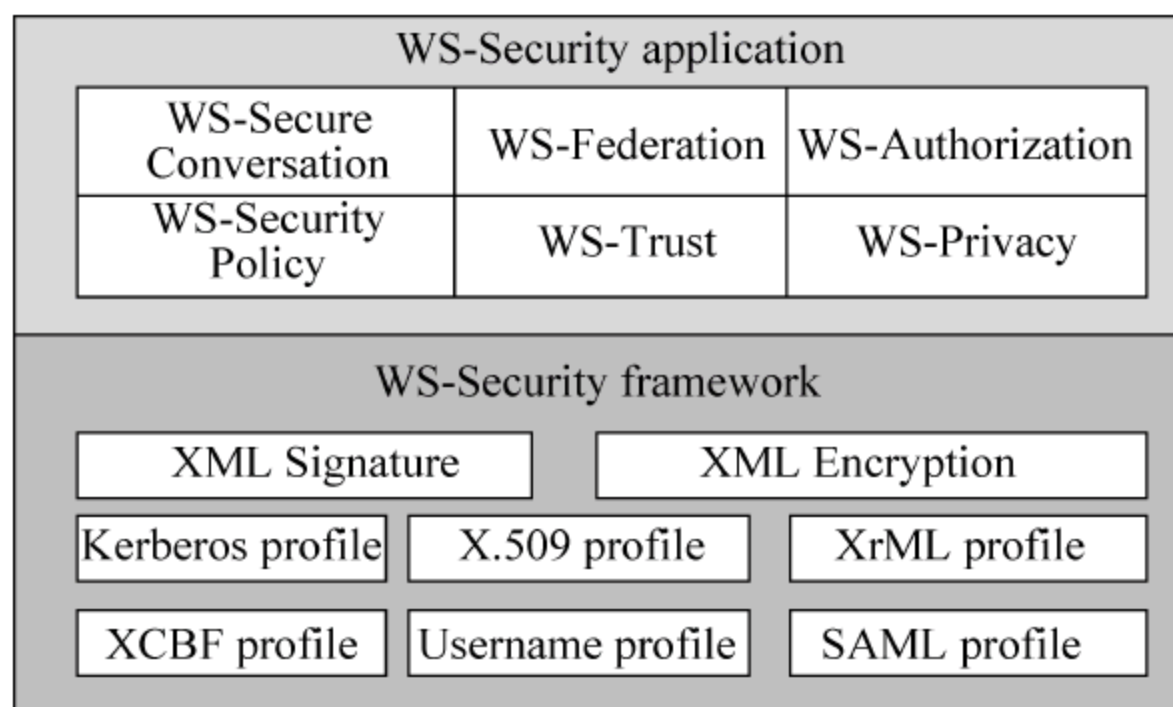 WS-Security application
WS-Secure
Conversation
WS-Federation
WS-Authorization
WS-Security
Policy
WS-Trust
WS-Privacy
WS-Security framework
XML Signature
XML Encryption
Kerberos profile
X.509 profile
XrML profile
XCBF profile
Username profile
SAML profile